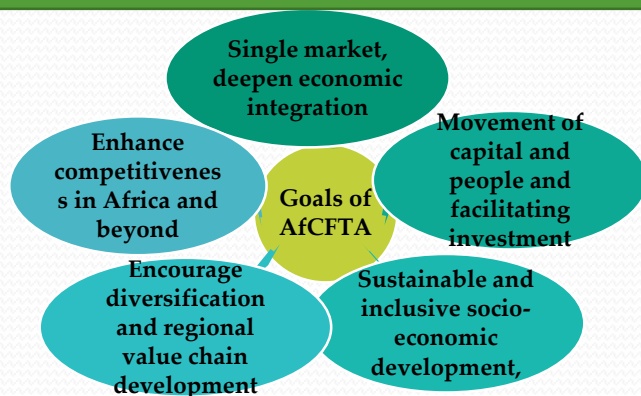 Single market,
deepen economic
integration
Movement of
capital and
people and
facilitating
investment
Enhance
competitivenes
s in Africa and
beyond
Goals of
AfCFTA
Encourage
diversification
and regional
value chain
development
Sustainable and
inclusive socio-
economic
development,